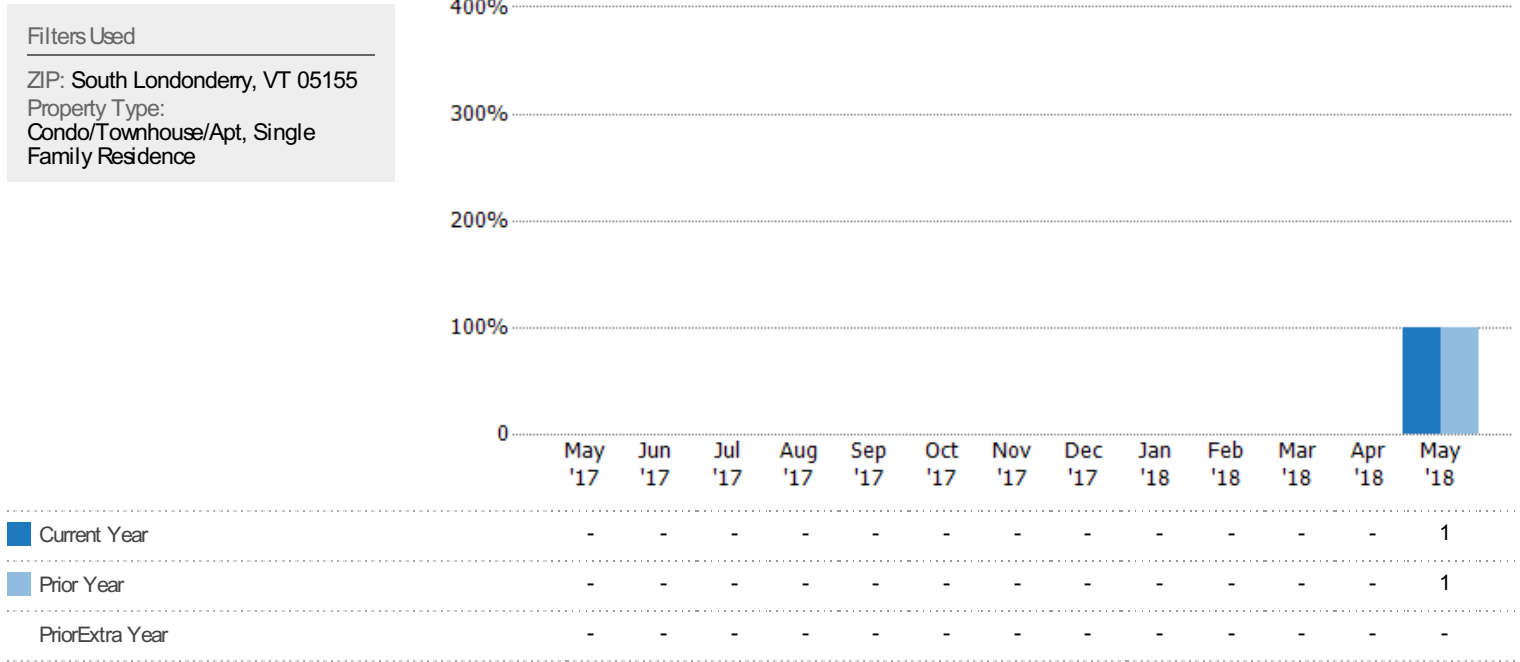 400%
Filters Used
ZIP: South Londonderry, VT 05155
Property Type:
Condo/Townhouse/Apt, Single
Family Residence
300%
200%
100%
0
May Jun Jul Aug Sep Oct Nov Dec Jan Feb Mar Apr May
'17 '17 '17 '17 '17 '17 '17 '17 '18 '18 '18 '18 '18
Current Year - - - - - - - - - - - - 1
Prior Year - - - - - - - - - - - - 1
PriorExtra Year - - - - - - - - - - - - -